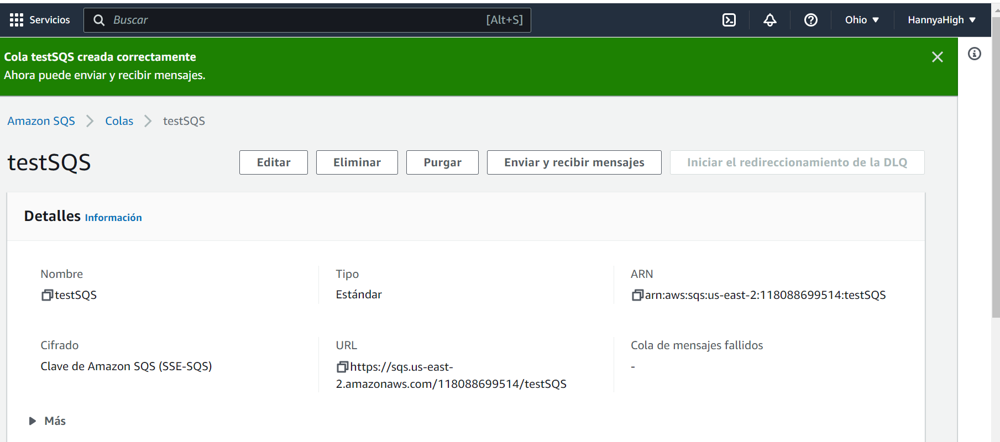 Servicios
Buscar
[Alt+S]
Ohio
HannyaHigh
Cola testSQS creada correctamente
Ahora puede enviar y recibir mensajes.
Amazon SQS
Colas
testSQS
testSQS
Editar
Eliminar
Purgar
Enviar y recibir mensajes
Iniciar el redireccionamiento de la DLQ
Detalles Información
Nombre
testSQS
Tipo
Estándar
ARN
arn:aws:sqs:us-east-2:118088699514:testSQS
Cifrado
Clave de Amazon SQS (SSE-SQS)
URL
https://sqs.us-east-
2.amazonaws.com/118088699514/testSQS
Cola de mensajes fallidos
-
Más